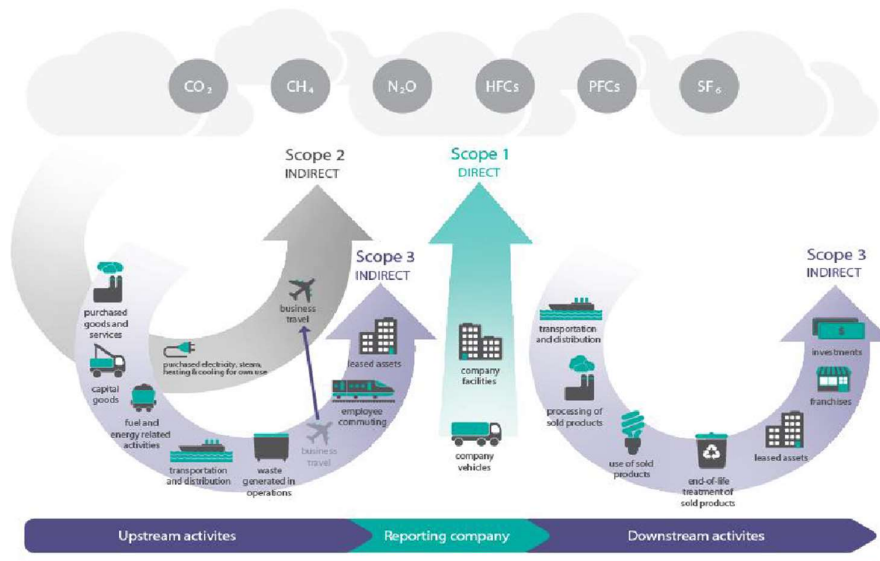 CO₂
CH₄
N₂O
HFCs
PFCs
SF₆
Scope 2
INDIRECT
Scope 1
DIRECT
Scope 3
INDIRECT
Scope 3
INDIRECT
purchased
goods and
services
capital
goods
fuel and
energy related
activities
transportation
and distribution
waste
generated in
operations
purchased electricity, steam,
heating & cooling for own use
business
travel
business
travel
employee
commuting
leased assets
company
facilities
company
vehicles
transportation
and distribution
processing of
sold products
use of sold
products
end-of-life
treatment of
sold products
leased assets
franchises
investments
$
Upstream activites
Reporting company
Downstream activites